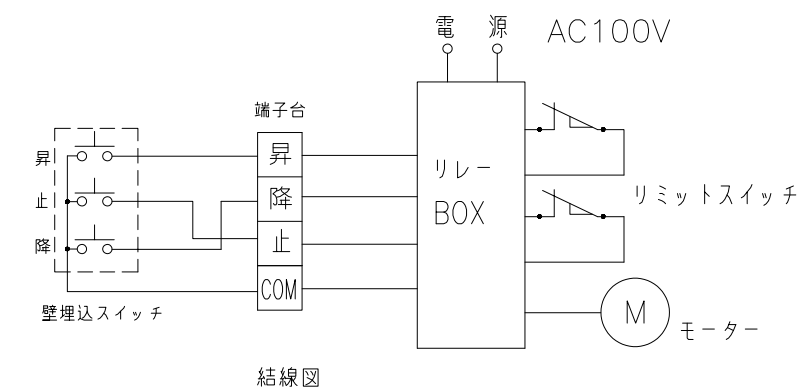 電 源 AC100V
端子台
昇
止
降
昇
降
止
COM
リレー
BOX
リミットスイッチ
M
モーター
壁埋込スイッチ
結線図